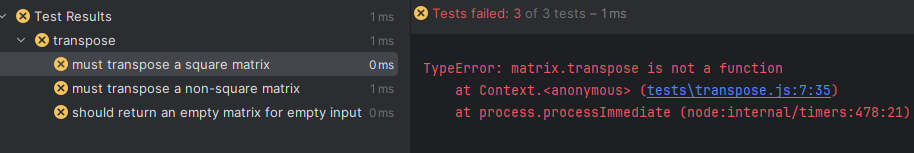 Test Results 1 ms
transpose 1 ms
must transpose a square matrix 0 ms
must transpose a non-square matrix 1 ms
should return an empty matrix for empty input 0 ms
Tests failed: 3 of 3 tests – 1 ms
TypeError: matrix.transpose is not a function
at Context.<anonymous> (tests\transpose.js:7:35)
at process.processImmediate (node:internal/timers:478:21)